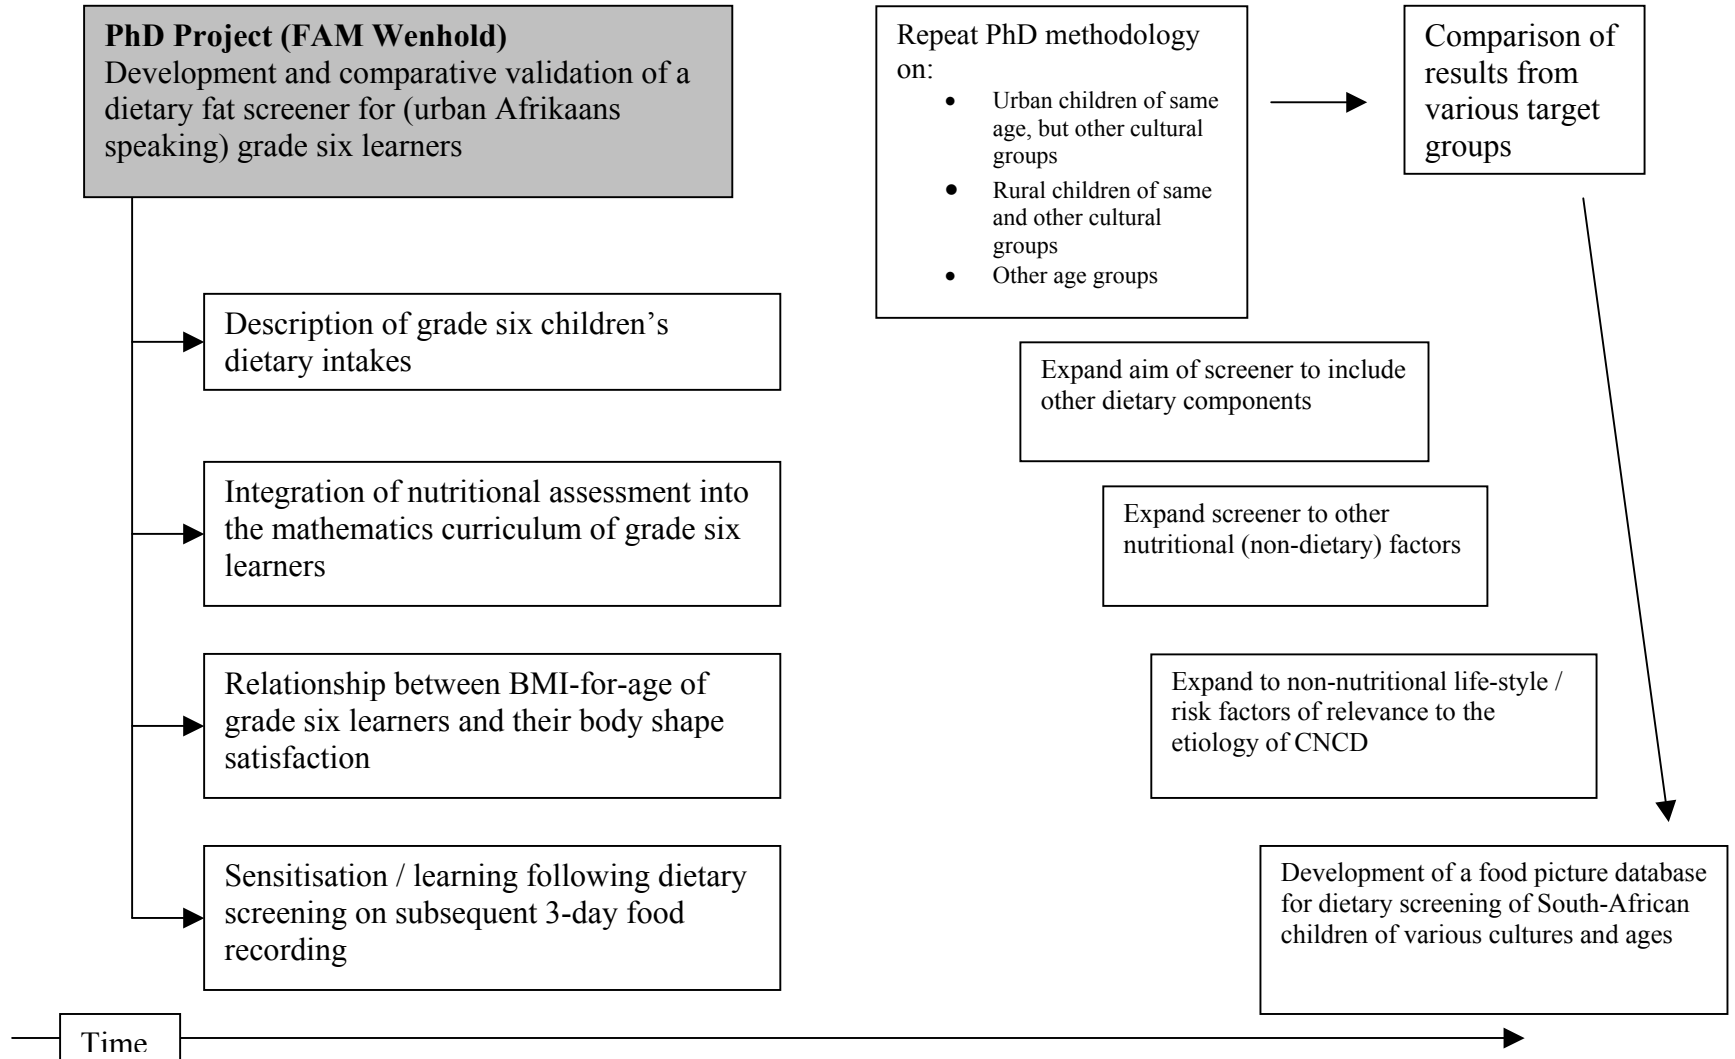 PhD Project (FAM Wenhold)
Development and comparative validation of a
dietary fat screener for (urban Afrikaans
speaking) grade six learners
Description of grade six children’s
dietary intakes
Integration of nutritional assessment into
the mathematics curriculum of grade six
learners
Relationship between BMI-for-age of
grade six learners and their body shape
satisfaction
Sensitisation / learning following dietary
screening on subsequent 3-day food
recording
Repeat PhD methodology
on:
• Urban children of same
age, but other cultural
groups
• Rural children of same
and other cultural
groups
• Other age groups
Comparison of
results from
various target
groups
Expand aim of screener to include
other dietary components
Expand screener to other
nutritional (non-dietary) factors
Expand to non-nutritional life-style /
risk factors of relevance to the
etiology of CNCD
Development of a food picture database
for dietary screening of South-African
children of various cultures and ages
Time